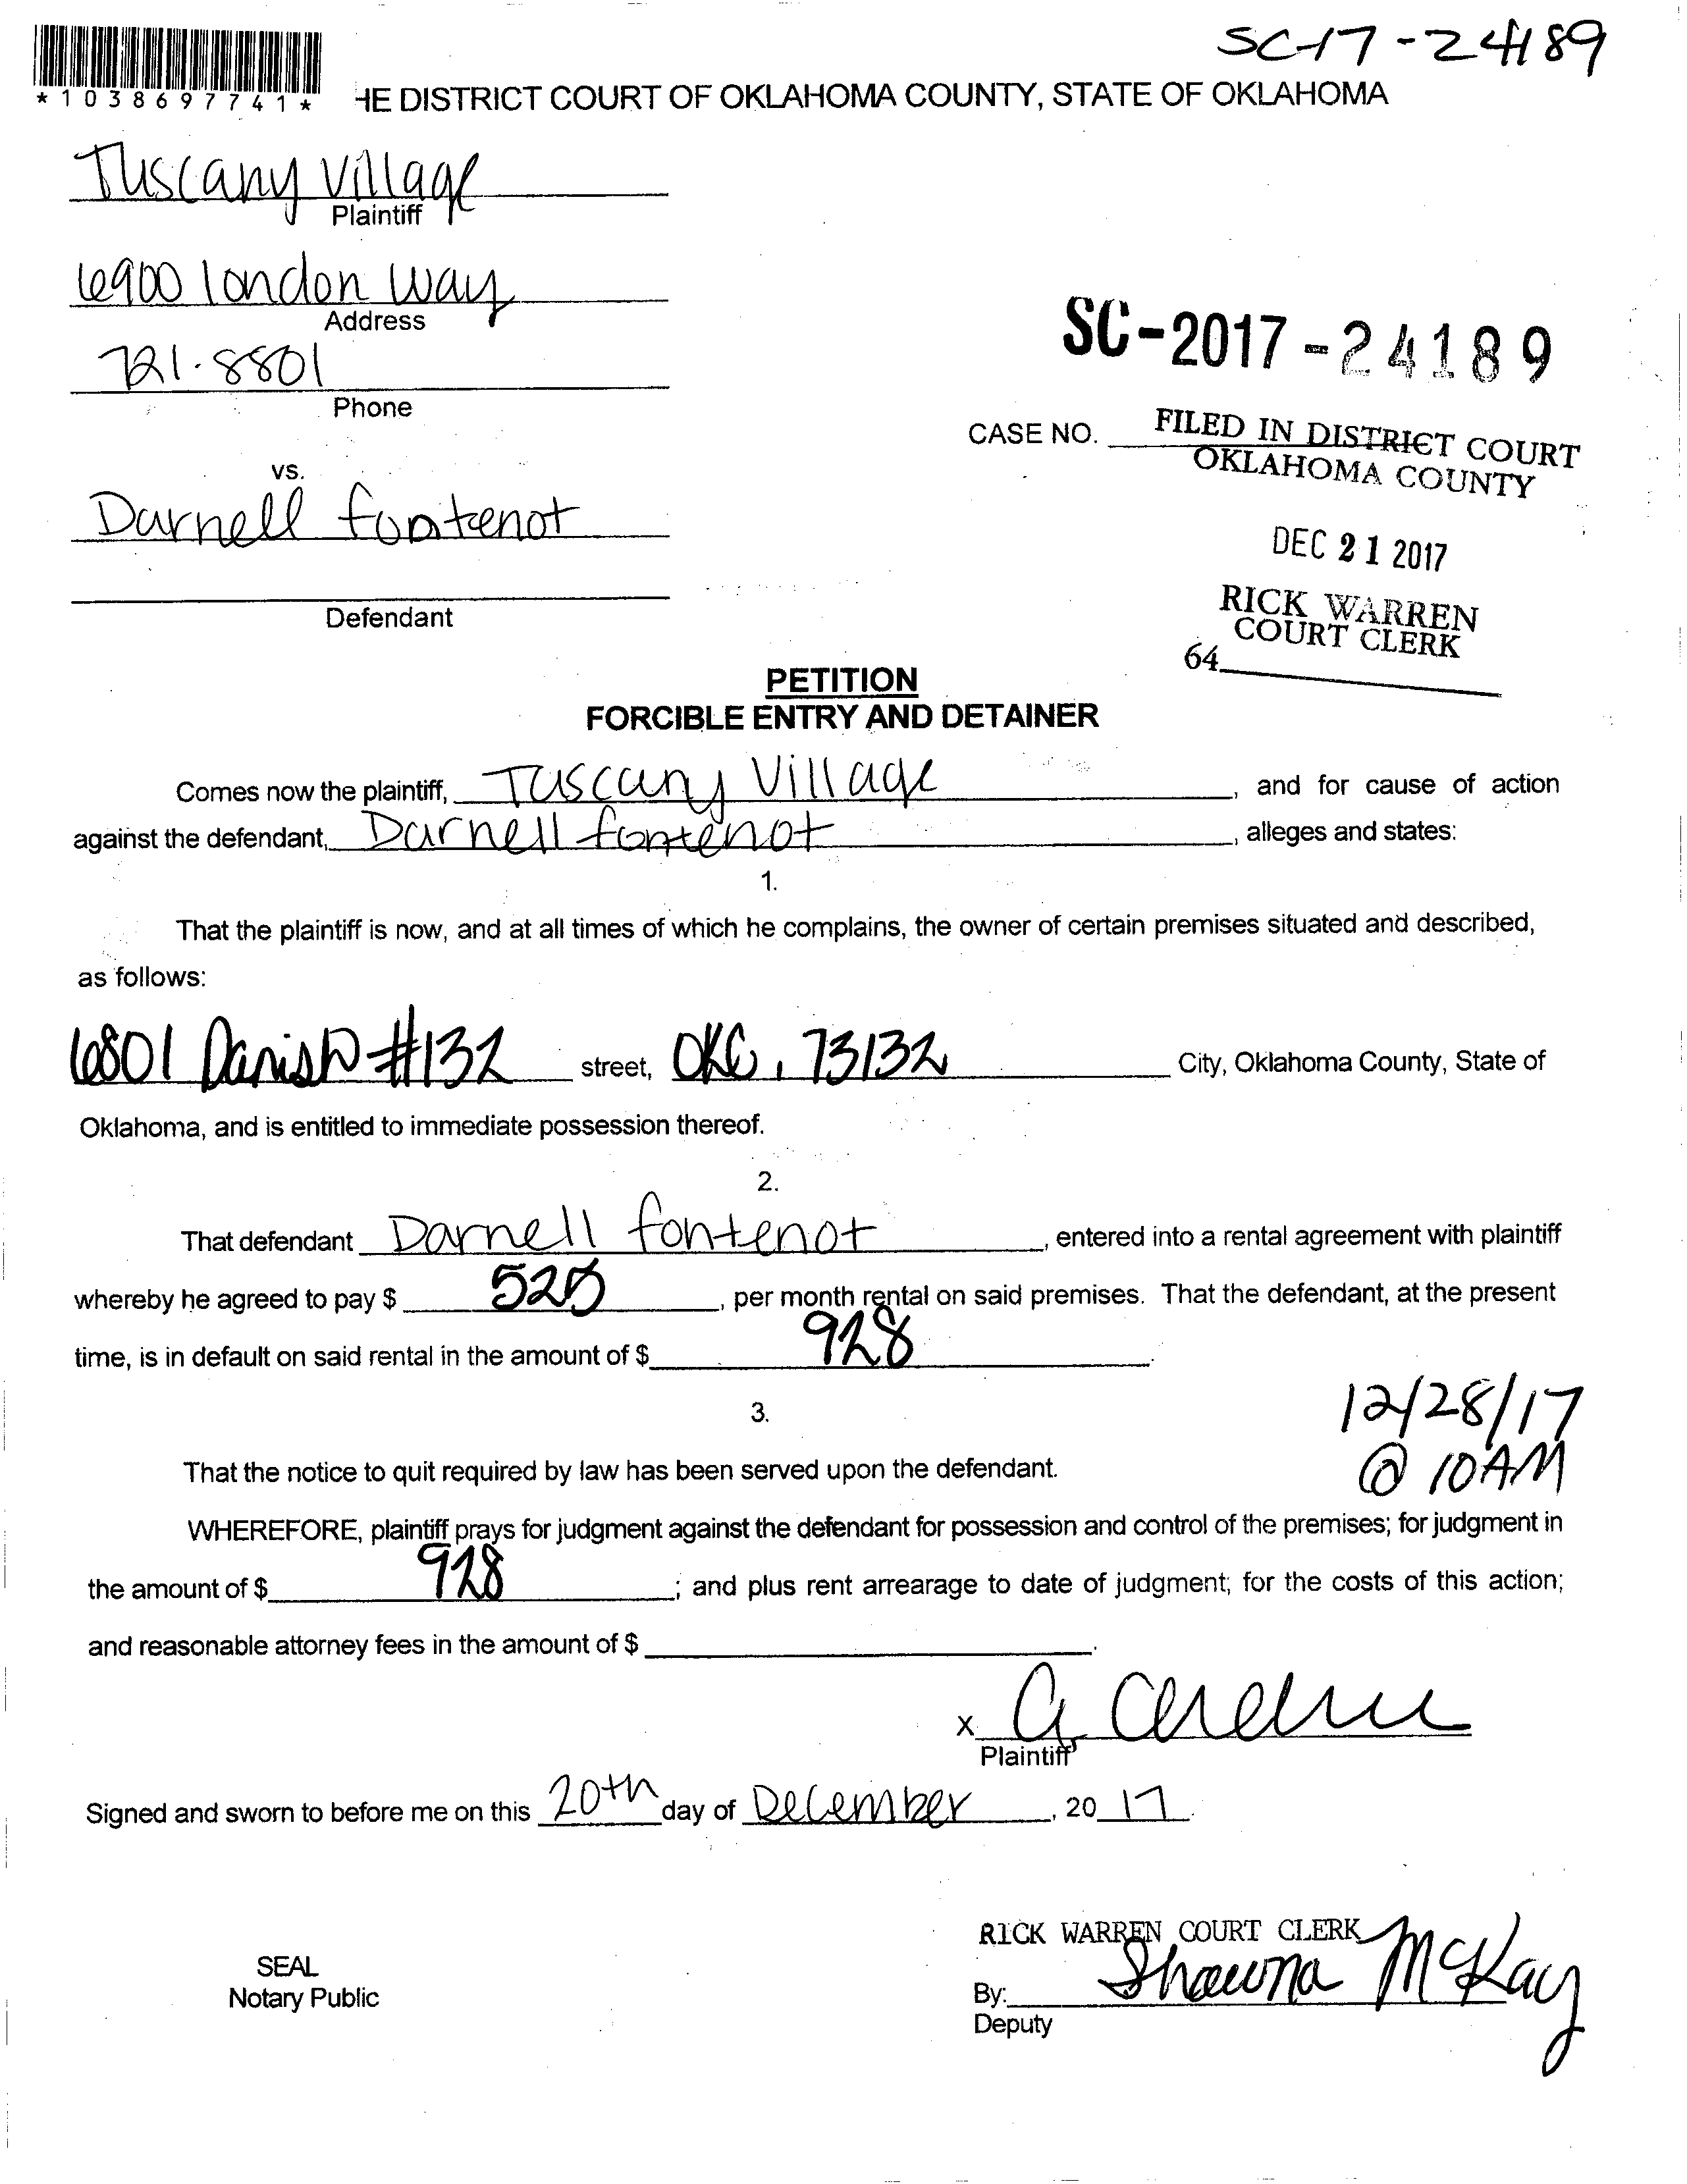 SC-17-24189
*1038697741*
HE DISTRICT COURT OF OKLAHOMA COUNTY, STATE OF OKLAHOMA
Tuscany Village
Plaintiff
6900 london way
Address
721.8801
Phone
SC-2017-24189
CASE NO.
FILED IN DISTRICT COURT
OKLAHOMA COUNTY
vs.
Darnell fontenot
DEC 21 2017
Defendant
RICK WARREN
COURT CLERK
64
PETITION
FORCIBLE ENTRY AND DETAINER
Comes now the plaintiff, Tuscany Village, and for cause of action
against the defendant, Darnell fontenot, alleges and states:
1.
That the plaintiff is now, and at all times of which he complains, the owner of certain premises situated and described,
as follows:
6801 Danish #132 street, OKC, 73132 City, Oklahoma County, State of
Oklahoma, and is entitled to immediate possession thereof.
2.
That defendant Darnell fontenot, entered into a rental agreement with plaintiff
whereby he agreed to pay $ 525, per month rental on said premises. That the defendant, at the present
time, is in default on said rental in the amount of $ 928.
3.
12/28/17
@ 10AM
That the notice to quit required by law has been served upon the defendant.
WHEREFORE, plaintiff prays for judgment against the defendant for possession and control of the premises; for judgment in
the amount of $ 928; and plus rent arrearage to date of judgment; for the costs of this action;
and reasonable attorney fees in the amount of $.
x
Plaintiff
Signed and sworn to before me on this 20th day of December, 20 17.
RICK WARREN COURT CLERK
SEAL
Notary Public
By: Shawna McKay
Deputy